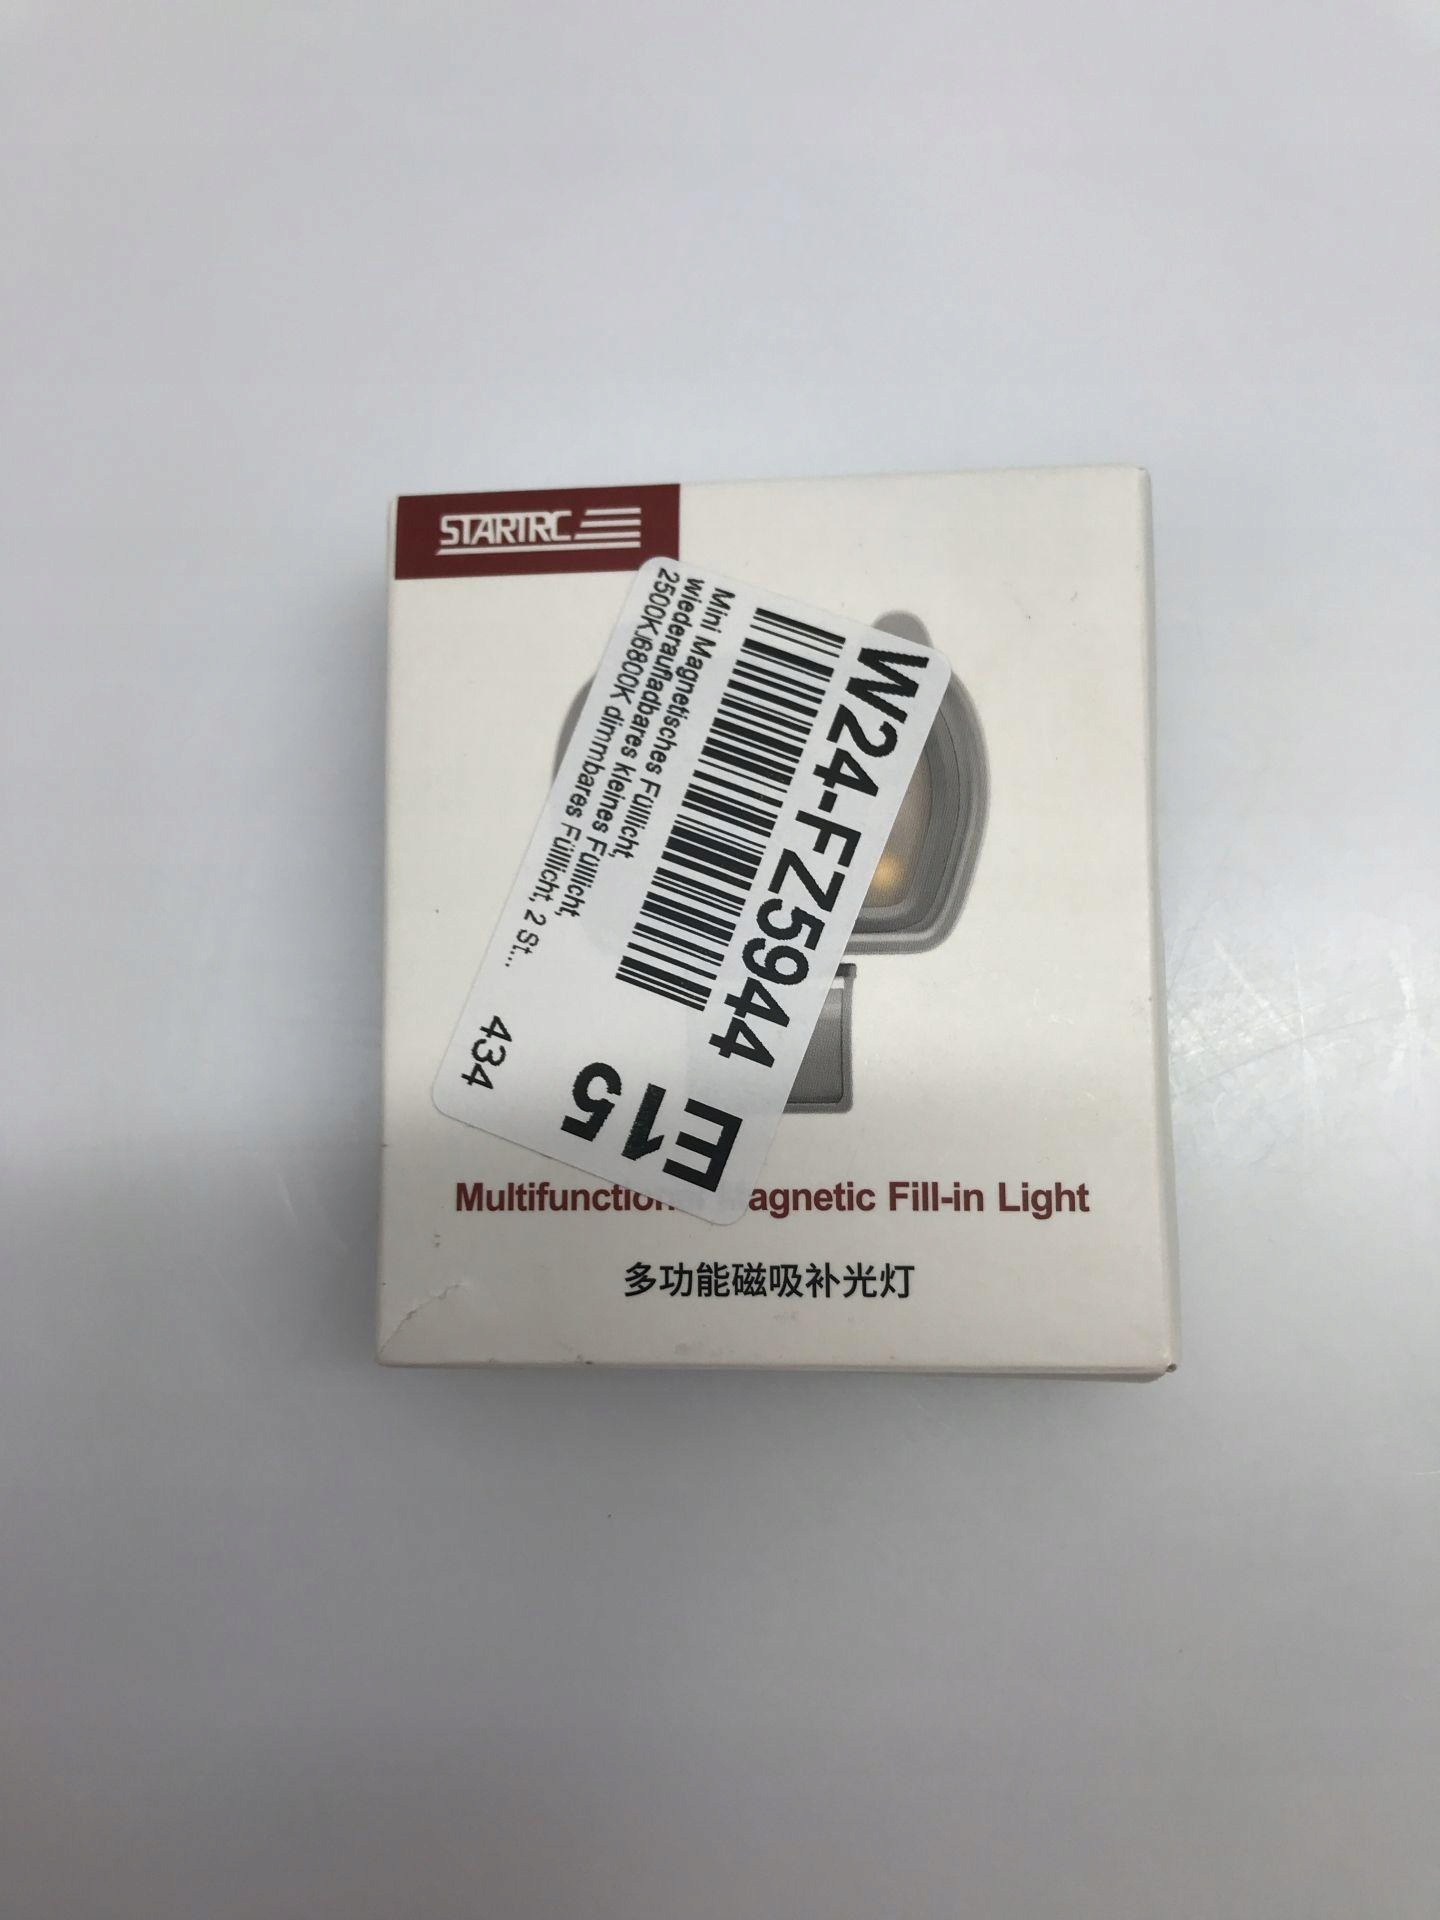 STARTRC
W24-FZ5944 E15
Mini Magnetisches Fülllicht,
wiederaufladbares kleines Fülllicht,
2500K,6800K dimmbares Fülllicht, 2 St...
434
Multifunction agnetic Fill-in Light
多功能磁吸补光灯